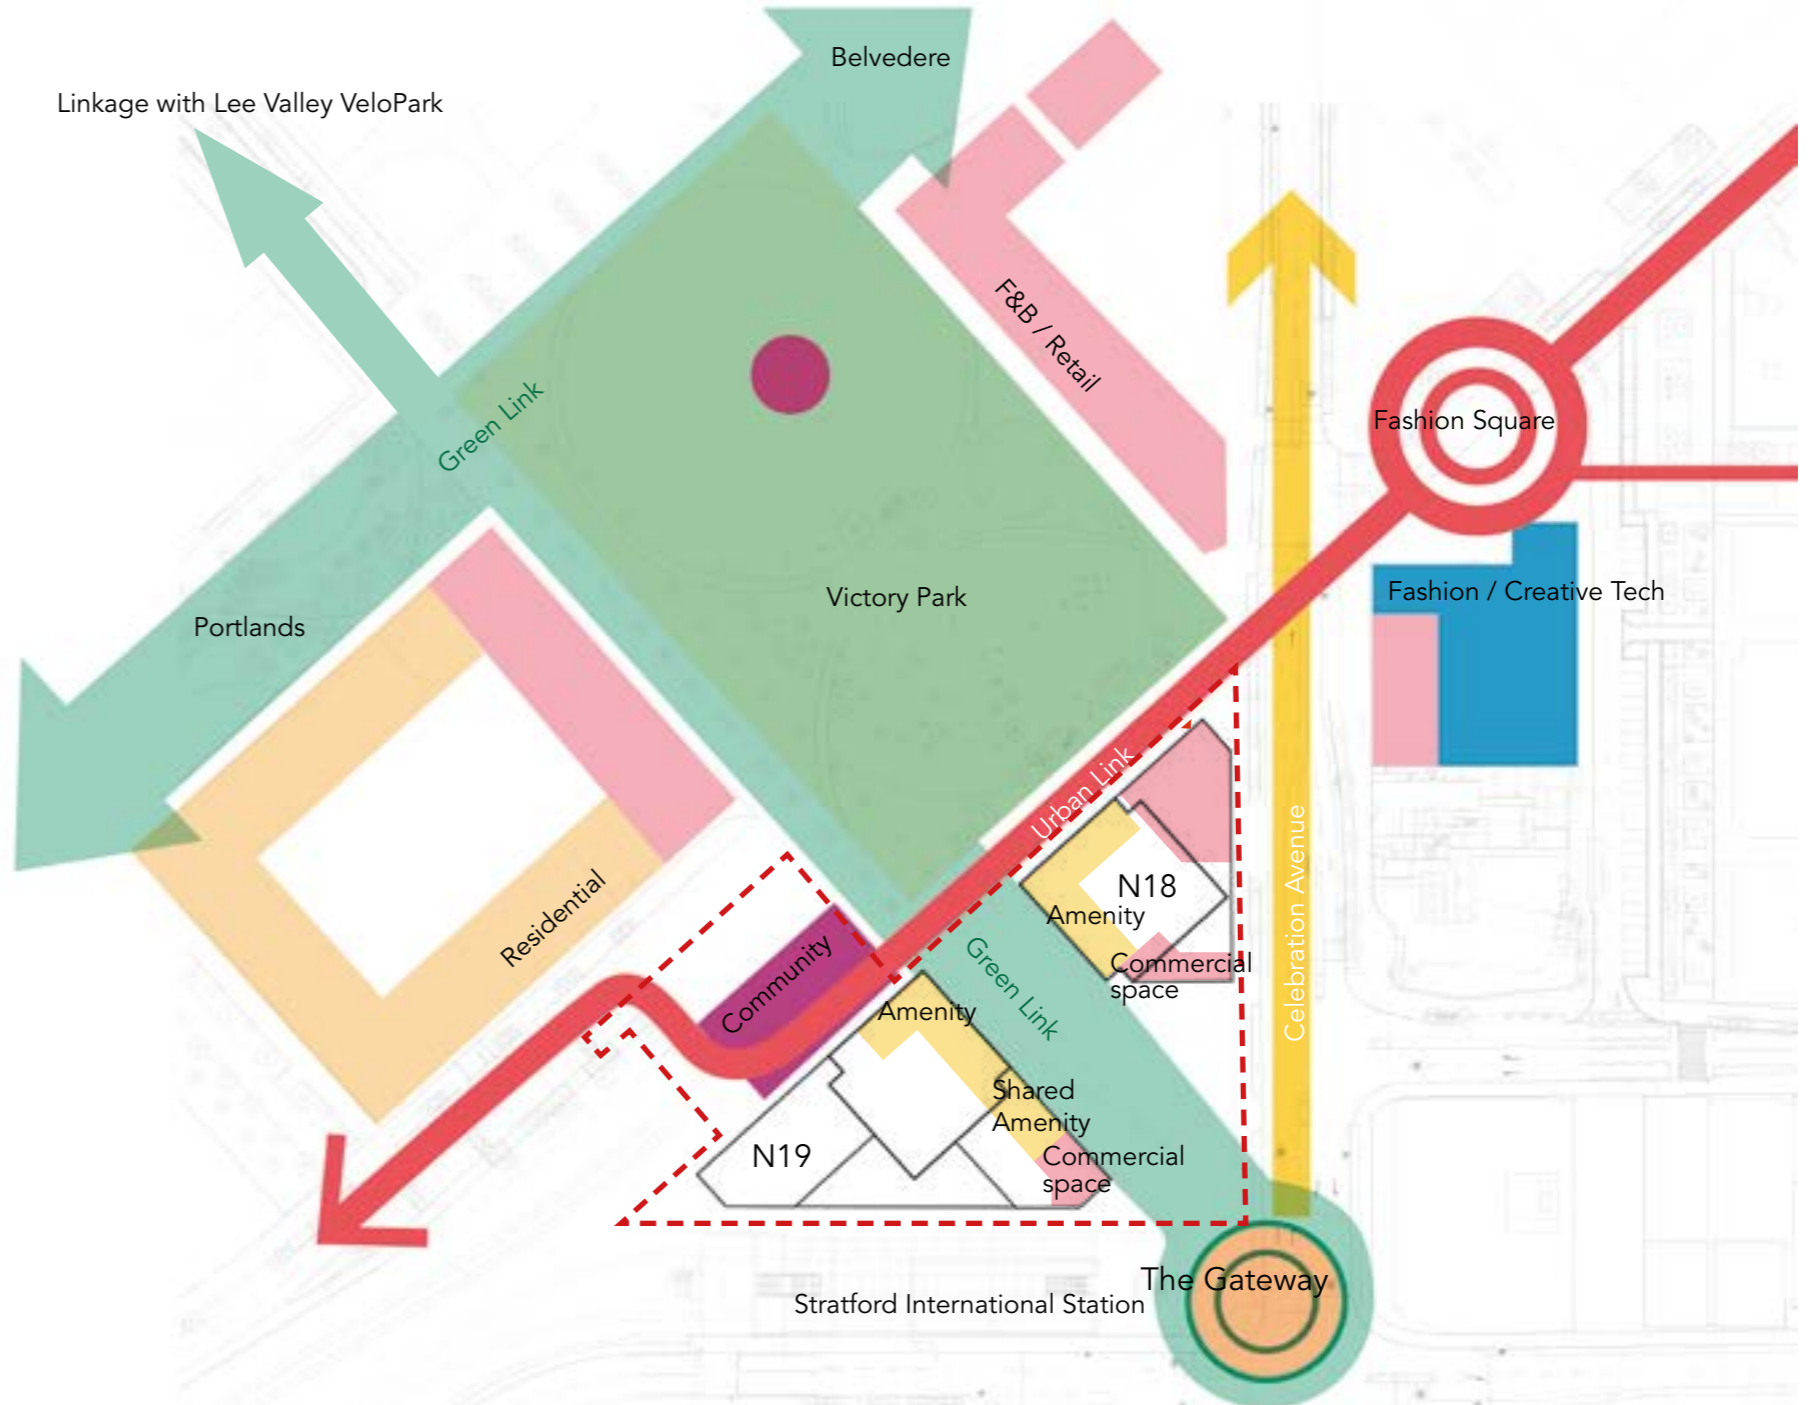 Belvedere
Linkage with Lee Valley VeloPark
F&B / Retail
Green Link
Fashion Square
Fashion / Creative Tech
Victory Park
Portlands
Urban Link
Celebration Avenue
N18
Amenity
Residential
Community
Green Link
Commercial
space
Amenity
Shared
Amenity
N19
Commercial
space
The Gateway
Stratford International Station